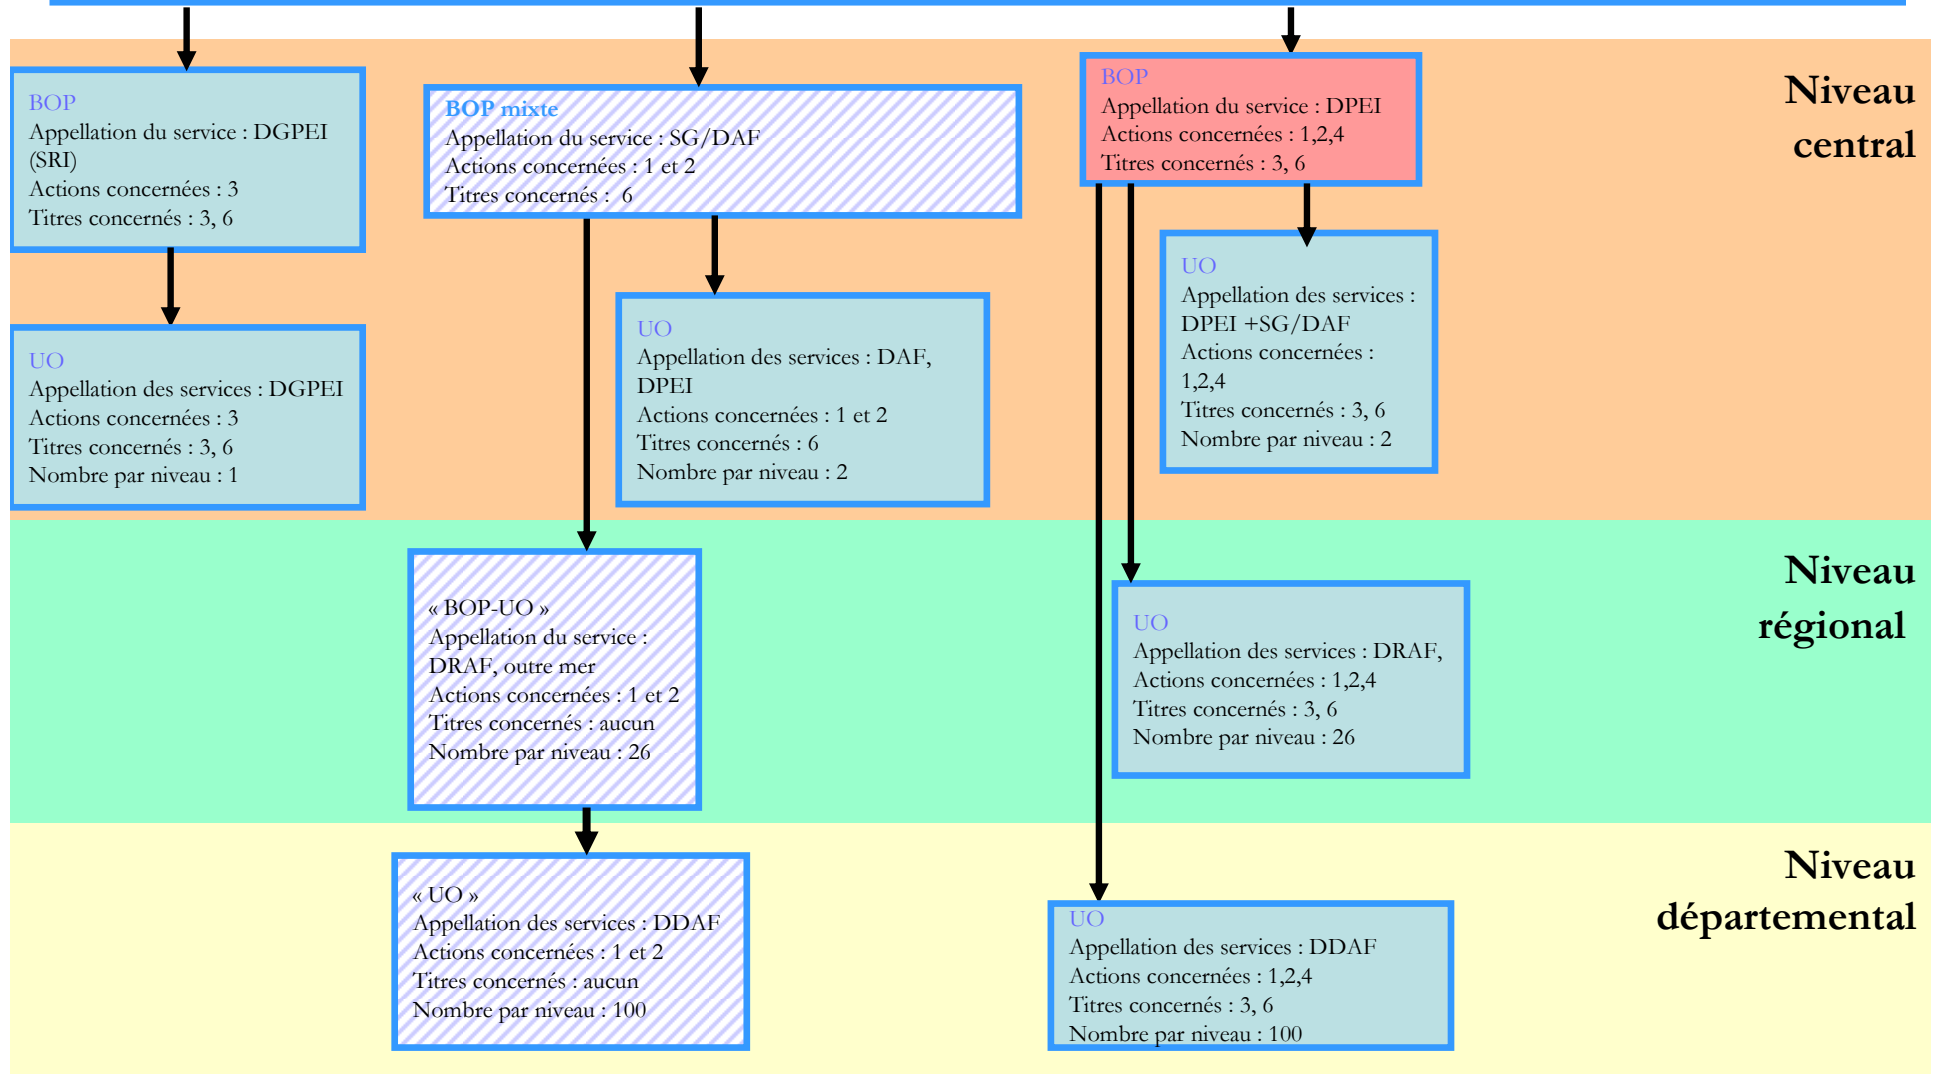 BOP
Appellation du service : DGPEI
(SRI)
Actions concernées : 3
Titres concernés : 3, 6
BOP mixte
Appellation du service : SG/DAF
Actions concernées : 1 et 2
Titres concernés :  6
BOP
Appellation du service : DPEI
Actions concernées : 1,2,4
Titres concernés : 3, 6
Niveau
central
UO
Appellation des services : DGPEI
Actions concernées : 3
Titres concernés : 3, 6
Nombre par niveau : 1
UO
Appellation des services : DAF,
DPEI
Actions concernées : 1 et 2
Titres concernés : 6
Nombre par niveau : 2
UO
Appellation des services :
DPEI +SG/DAF
Actions concernées :
1,2,4
Titres concernés : 3, 6
Nombre par niveau : 2
« BOP-UO »
Appellation du service :
DRAF, outre mer
Actions concernées : 1 et 2
Titres concernés : aucun
Nombre par niveau : 26
UO
Appellation des services : DRAF,
Actions concernées : 1,2,4
Titres concernés : 3, 6
Nombre par niveau : 26
Niveau
régional
« UO »
Appellation des services : DDAF
Actions concernées : 1 et 2
Titres concernés : aucun
Nombre par niveau : 100
UO
Appellation des services : DDAF
Actions concernées : 1,2,4
Titres concernés : 3, 6
Nombre par niveau : 100
Niveau
départemental